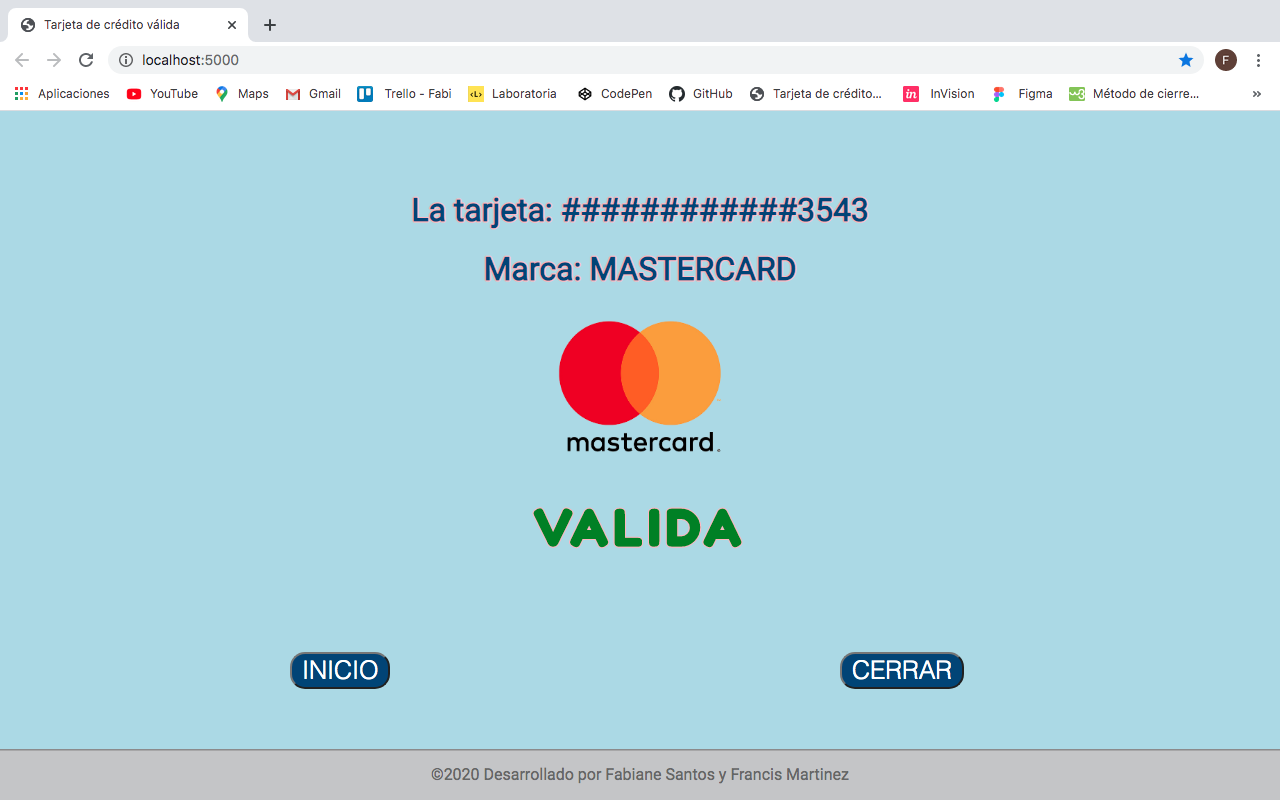 Tarjeta de crédito válida
localhost:5000
F
Aplicaciones YouTube Maps Gmail Trello - Fabi <L> Laboratoria CodePen GitHub Tarjeta de crédito... in InVision Figma w3 Método de cierre... »
La tarjeta: ############3543
Marca: MASTERCARD
mastercard.
VALIDA
INICIO CERRAR
©2020 Desarrollado por Fabiane Santos y Francis Martinez